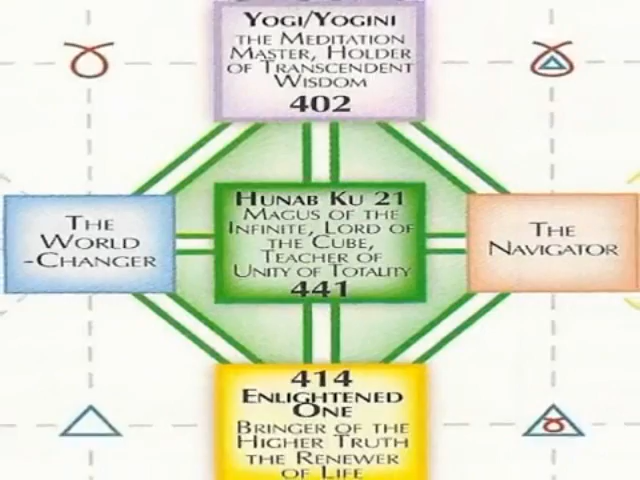 YOGI/YOGINI
THE MEDITATION
MASTER, HOLDER
OF TRANSCENDENT
WISDOM
402
THE
WORLD
-CHANGER
HUNAB KU 21
MAGUS OF THE
INFINITE, LORD OF
THE CUBE,
TEACHER OF
UNITY OF TOTALITY
441
THE
NAVIGATOR
414
ENLIGHTENED
ONE
BRINGER OF THE
HIGHER TRUTH
THE RENEWER
OF LIFE